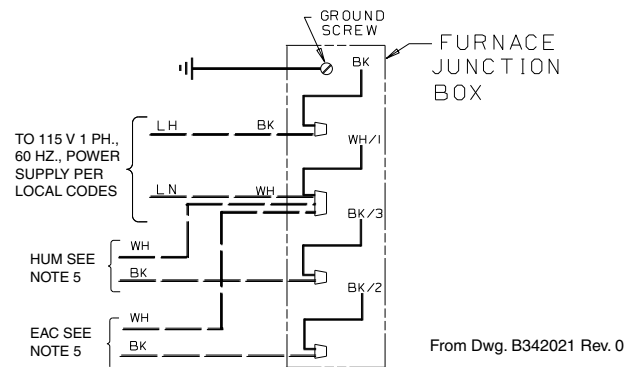 GROUND
SCREW
FURNACE
JUNCTION
BOX
BK
LH
BK
TO 115 V 1 PH.,
60 HZ., POWER
SUPPLY PER
LOCAL CODES
WH/1
LN
WH
BK/3
WH
HUM SEE
NOTE 5
BK
BK/2
WH
EAC SEE
NOTE 5
BK
From Dwg. B342021 Rev. 0